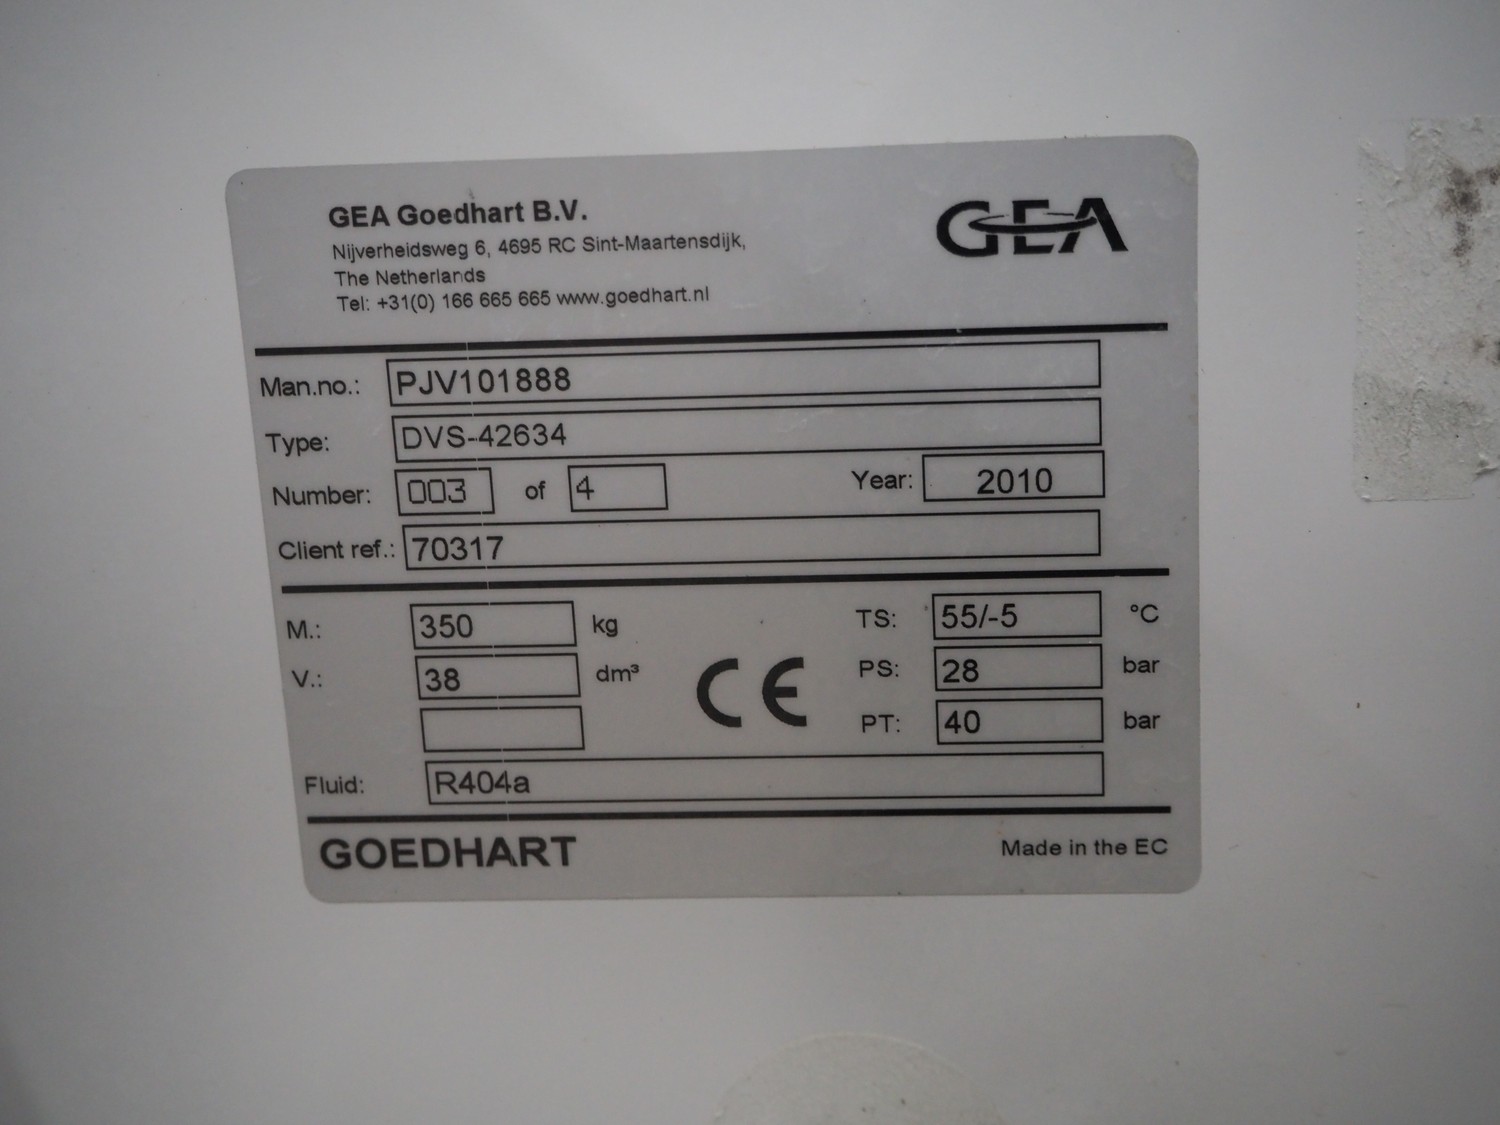 GEA Goedhart B.V.
GEA
Nijverheidsweg 6, 4695 RC Sint-Maartensdijk,
The Netherlands
Tel: +31(0) 166 665 665 www.goedhart.nl
Man.no.: PJV101888
Type: DVS-42634
Number: 003 of 4 Year: 2010
Client ref.: 70317
M.: 350 kg TS: 55/-5 °C
V.: 38 dm³ CE PS: 28 bar
PT: 40 bar
Fluid: R404a
GOEDHART Made in the EC